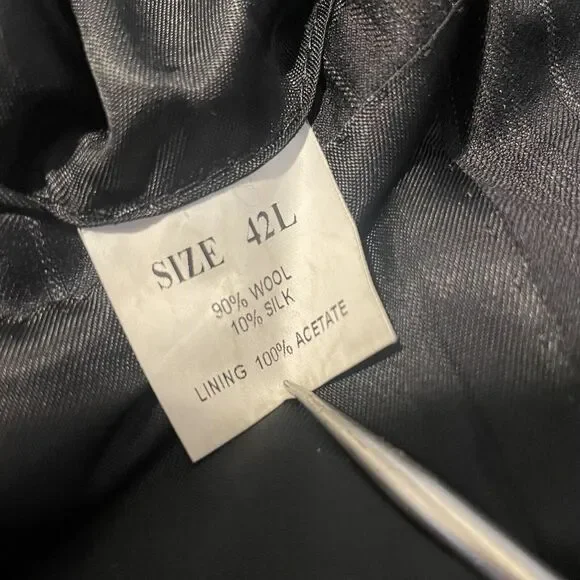 SIZE 42L
90% WOOL
10% SILK
LINING 100% ACETATE